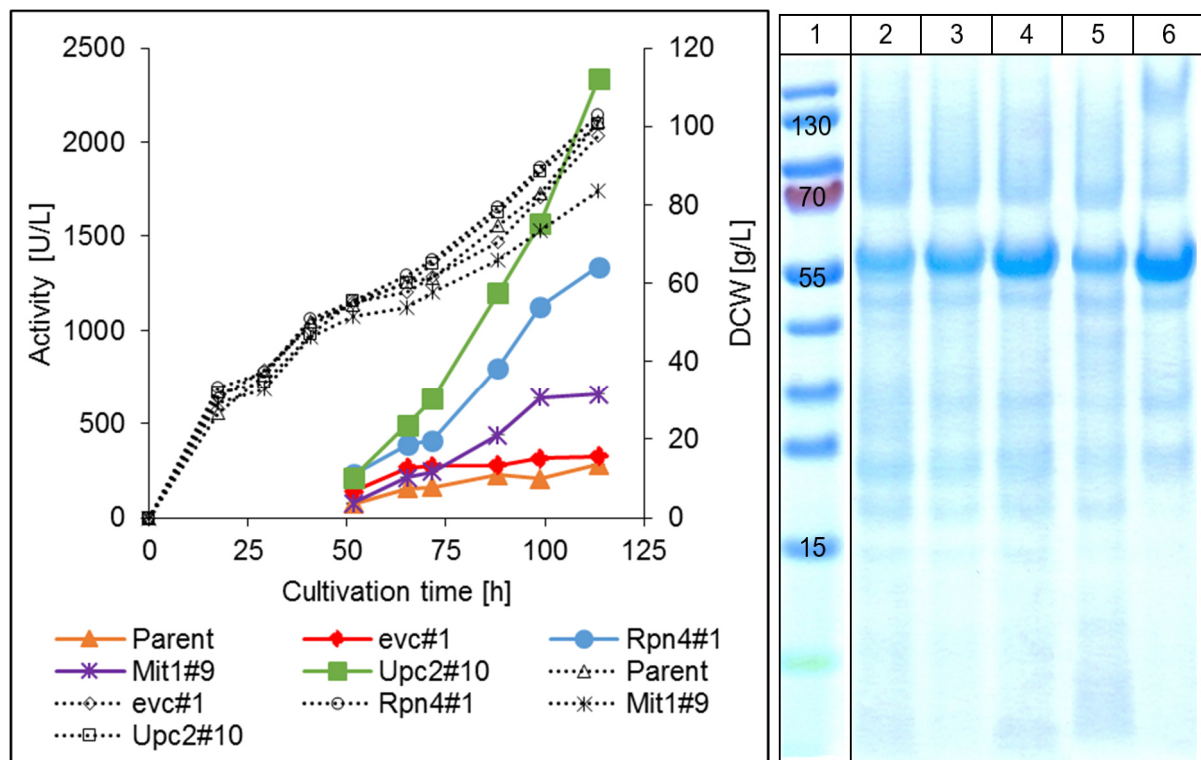 2500
2000
1500
1000
500
0
Activity [U/L]
120
100
80
60
40
20
0
DCW [g/L]
0 25 50 75 100 125
Cultivation time [h]
Parent evc#1 Rpn4#1
Mit1#9 Upc2#10 Parent
evc#1 Rpn4#1 Mit1#9
Upc2#10
1 2 3 4 5 6
130
70
55
15